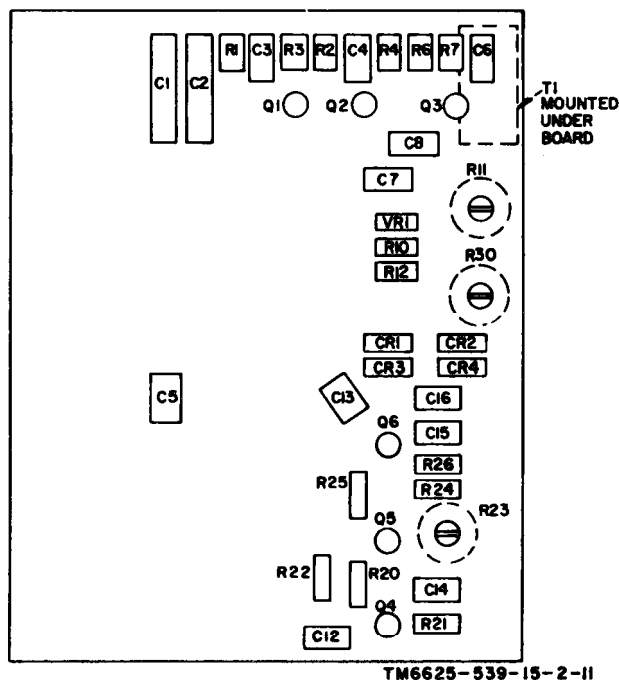 C1 C2 R1 C3 R3 R2 C4 R4 R6 R7 C6
T1
MOUNTED
UNDER
BOARD
Q1 Q2 Q3
C8
C7 R11
VR1
R10
R12
R30
CR1 CR2
CR3 CR4
C5 C13 C16
Q6 C15
R26
R25 R24
R23
Q5
R22 R20
C14
Q4
C12 R21
TM6625-539-15-2-11